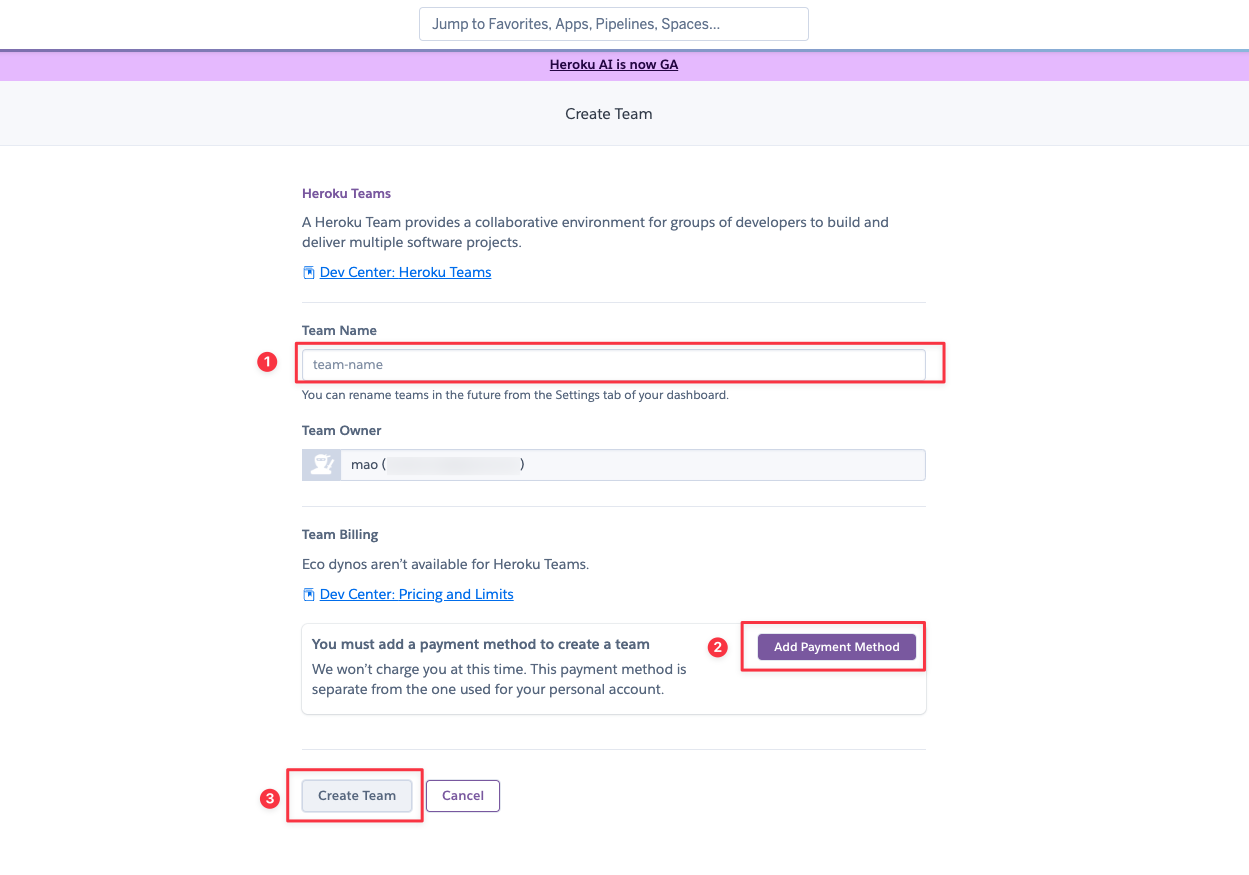 Jump to Favorites, Apps, Pipelines, Spaces...
Heroku AI is now GA
Create Team
Heroku Teams
A Heroku Team provides a collaborative environment for groups of developers to build and
deliver multiple software projects.
Dev Center: Heroku Teams
Team Name
1
team-name
You can rename teams in the future from the Settings tab of your dashboard.
Team Owner
mao ( )
Team Billing
Eco dynos aren’t available for Heroku Teams.
Dev Center: Pricing and Limits
You must add a payment method to create a team
2
Add Payment Method
We won’t charge you at this time. This payment method is
separate from the one used for your personal account.
3
Create Team
Cancel